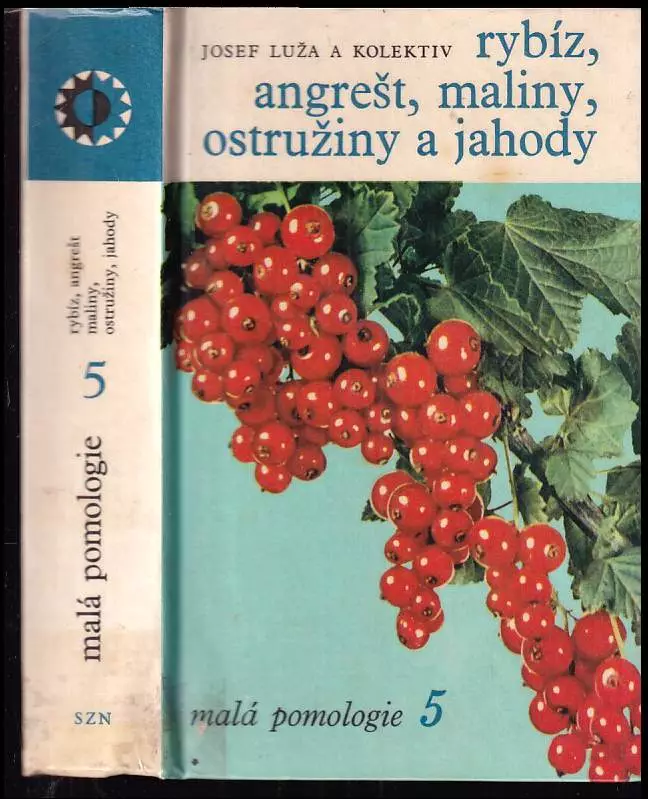 JOSEF LUŽA A KOLEKTIV rybíz,
angrešt, maliny,
ostružiny a jahody
malá pomologie 5
rybíz, angrešt
maliny,
ostružiny, jahody
5
malá pomologie
SZN